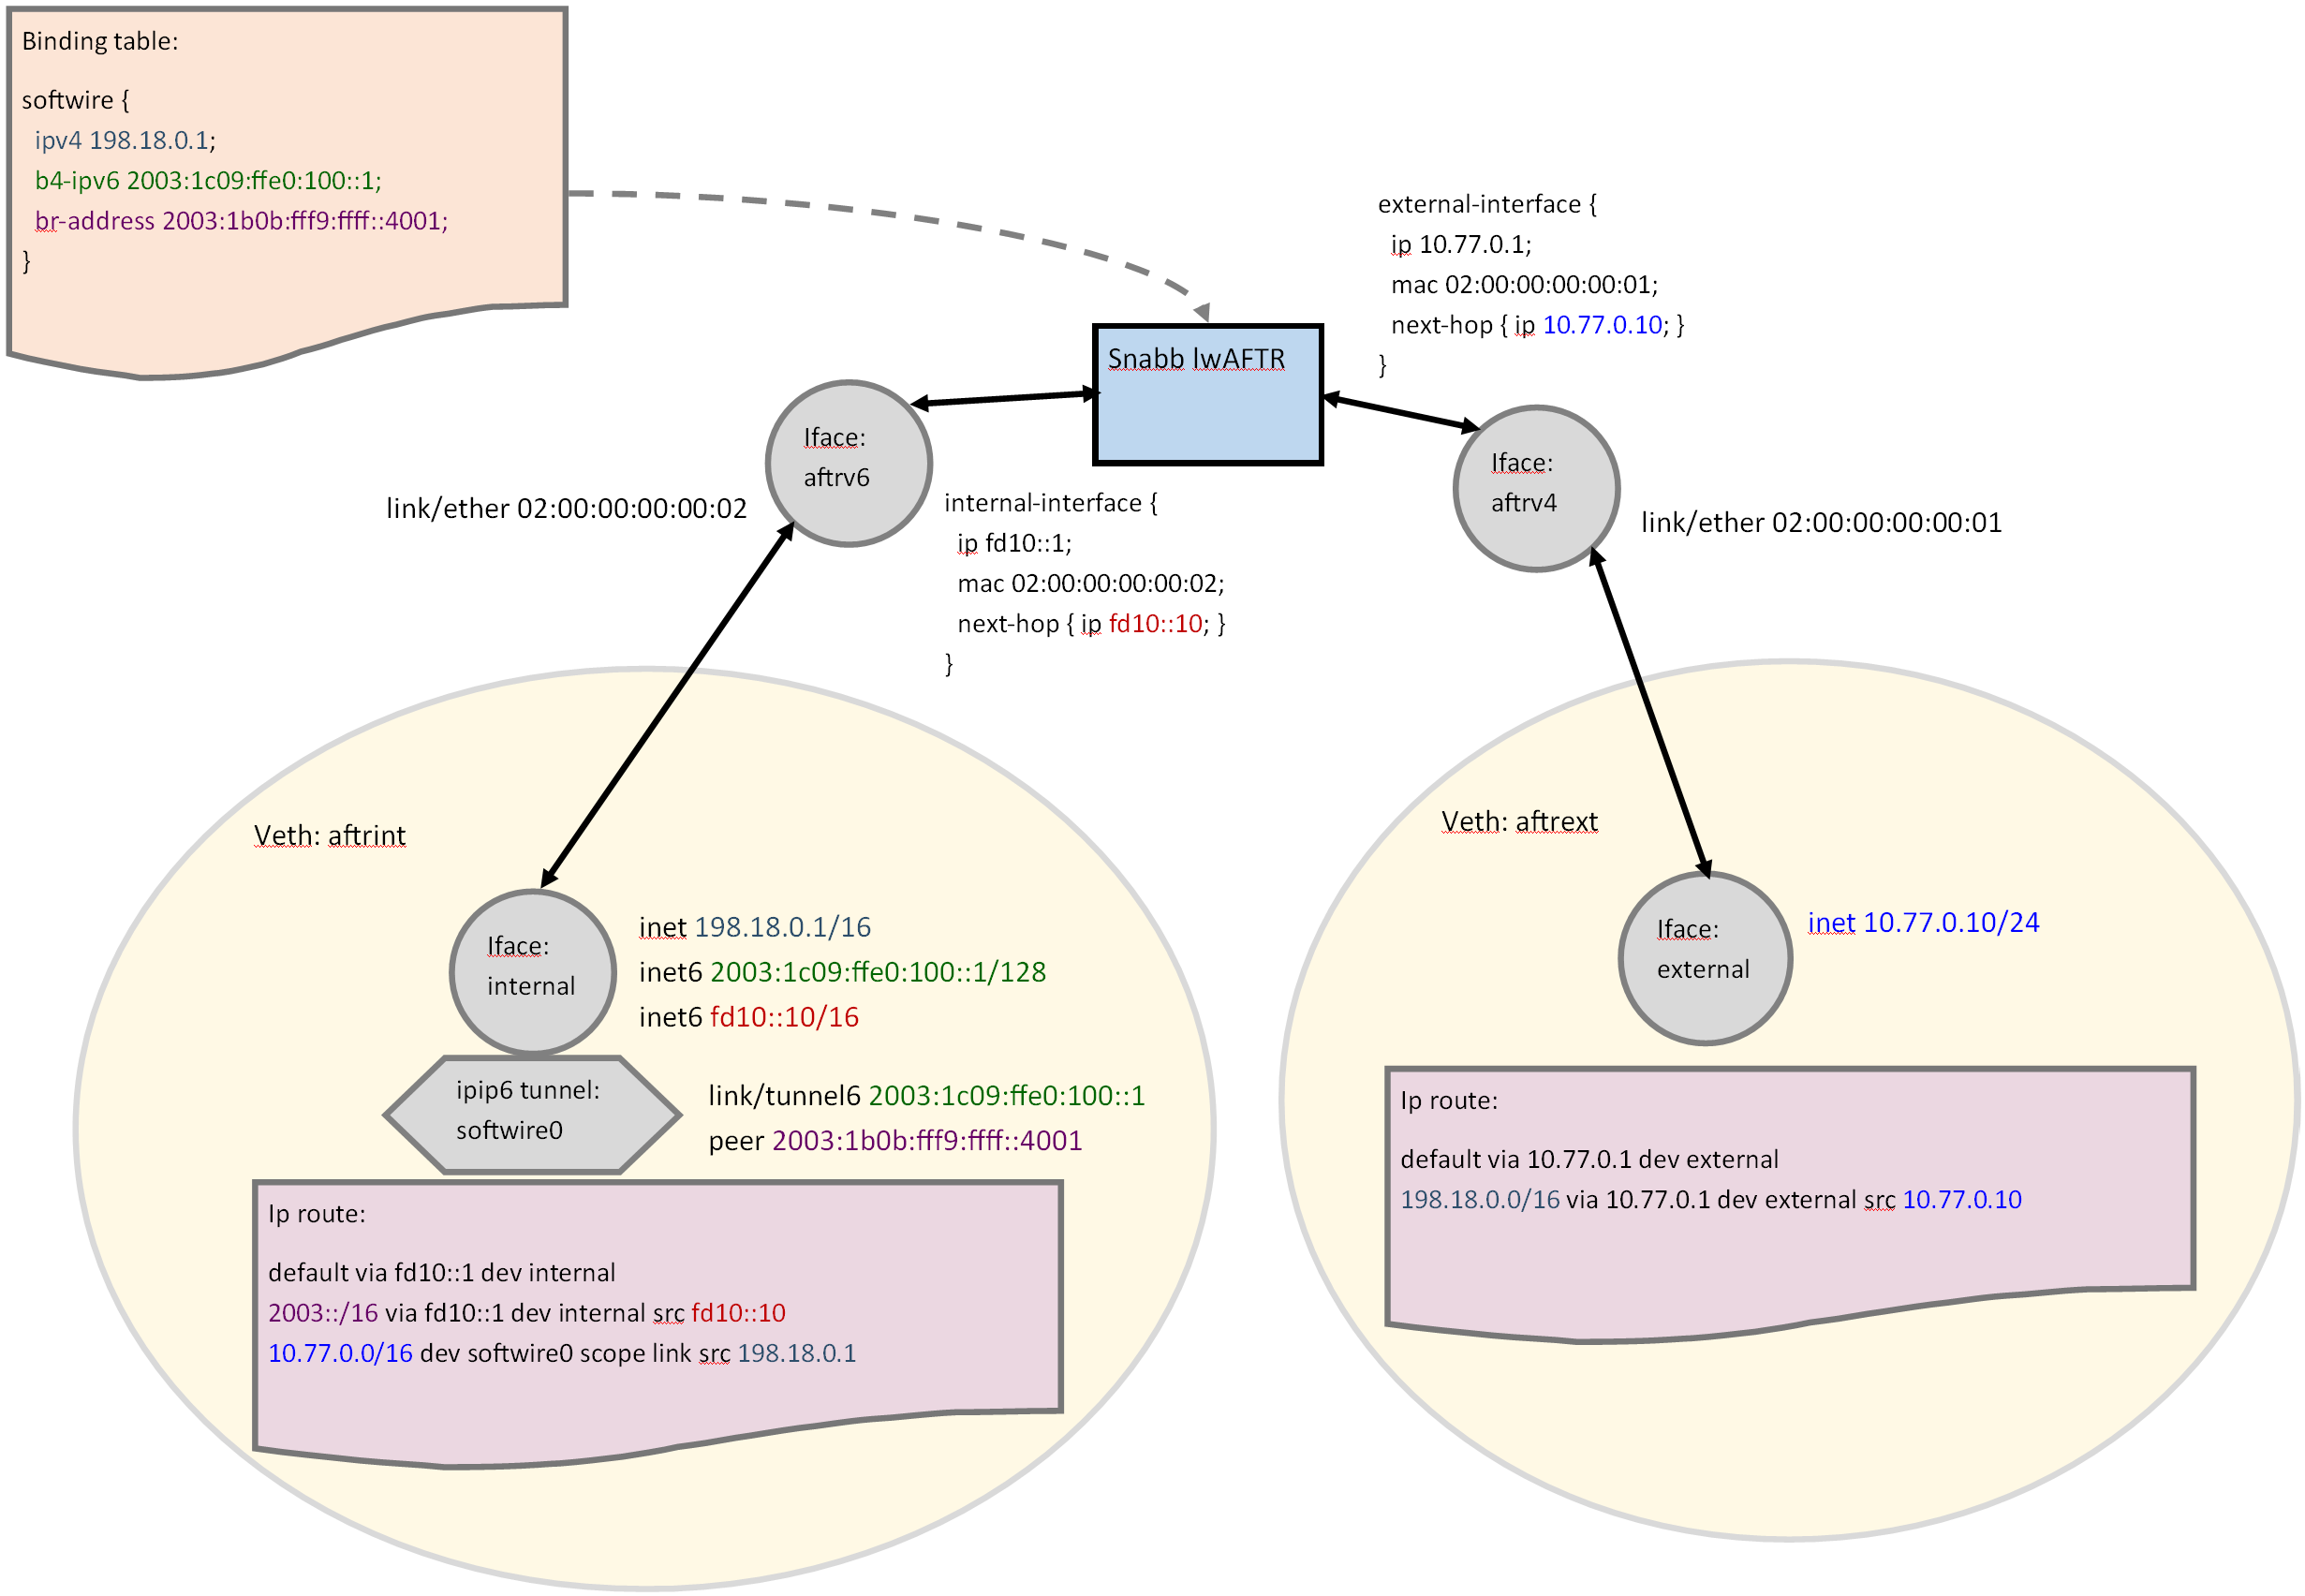 Binding table:
softwire {
ipv4 198.18.0.1;
b4-ipv6 2003:1c09:ffe0:100::1;
br-address 2003:1b0b:fff9:ffff::4001;
}
external-interface {
ip 10.77.0.1;
mac 02:00:00:00:00:01;
next-hop { ip 10.77.0.10; }
}
Snabb lwAFTR
Iface:
aftrv6
link/ether 02:00:00:00:00:02
internal-interface {
ip fd10::1;
mac 02:00:00:00:00:02;
next-hop { ip fd10::10; }
}
Iface:
aftrv4
link/ether 02:00:00:00:00:01
Veth: aftrint
Iface:
internal
inet 198.18.0.1/16
inet6 2003:1c09:ffe0:100::1/128
inet6 fd10::10/16
ipip6 tunnel:
softwire0
link/tunnel6 2003:1c09:ffe0:100::1
peer 2003:1b0b:fff9:ffff::4001
Ip route:
default via fd10::1 dev internal
2003::/16 via fd10::1 dev internal src fd10::10
10.77.0.0/16 dev softwire0 scope link src 198.18.0.1
Veth: aftrext
Iface:
external
inet 10.77.0.10/24
Ip route:
default via 10.77.0.1 dev external
198.18.0.0/16 via 10.77.0.1 dev external src 10.77.0.10